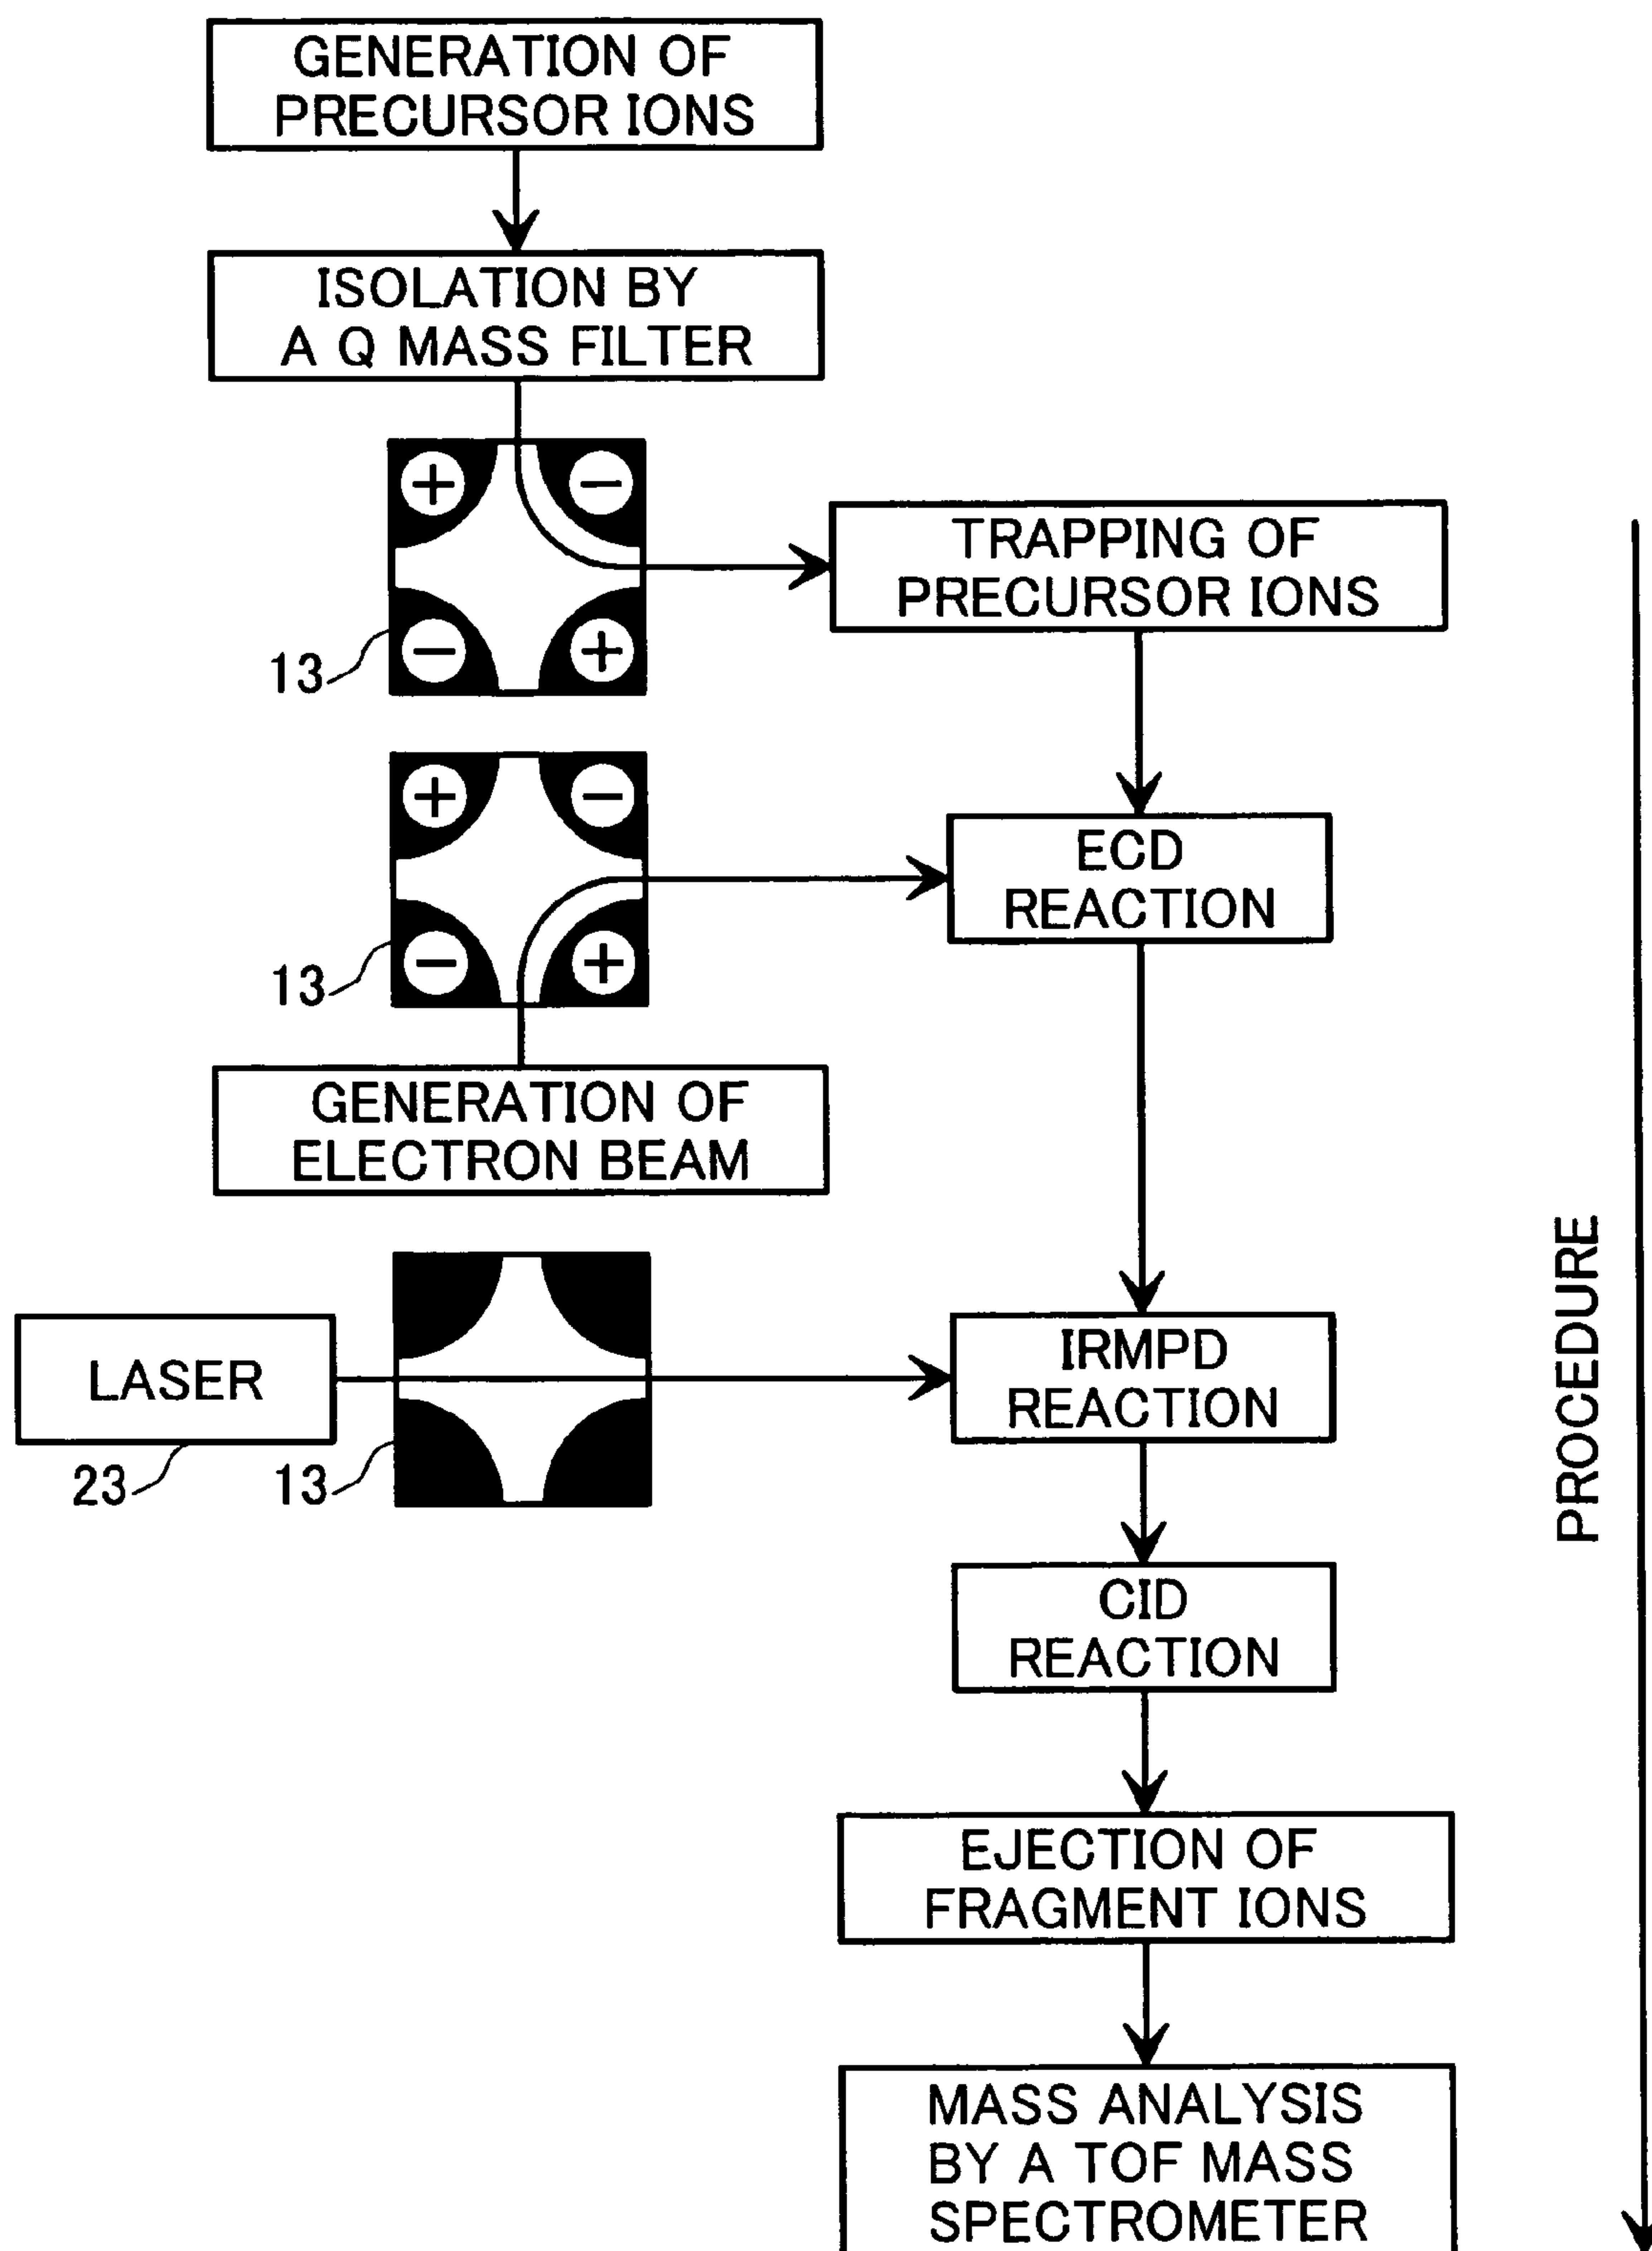 GENERATION OF
PRECURSOR IONS
ISOLATION BY
A Q MASS FILTER
+ −
− +
13
TRAPPING OF
PRECURSOR IONS
+ −
− +
13
ECD
REACTION
GENERATION OF
ELECTRON BEAM
LASER
23
13
IRMPD
REACTION
CID
REACTION
EJECTION OF
FRAGMENT IONS
MASS ANALYSIS
BY A TOF MASS
SPECTROMETER
PROCEDURE